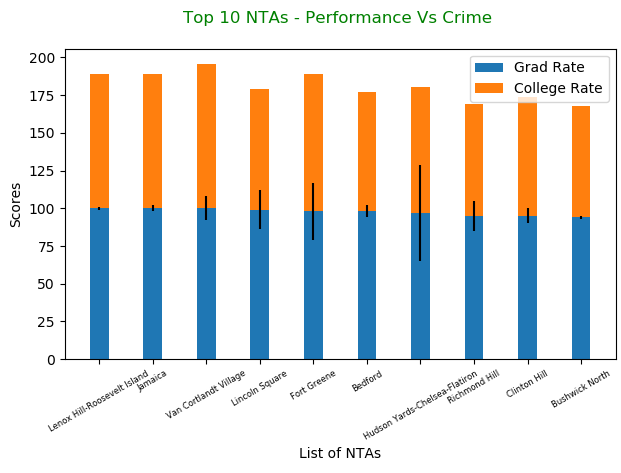 Top 10 NTAs - Performance Vs Crime
200
175
150
125
100
75
50
25
0
Scores
Grad Rate
College Rate
Lenox Hill-Roosevelt Island
Jamaica
Van Cortlandt Village
Lincoln Square
Fort Greene
Bedford
Hudson Yards-Chelsea-Flatiron
Richmond Hill
Clinton Hill
Bushwick North
List of NTAs